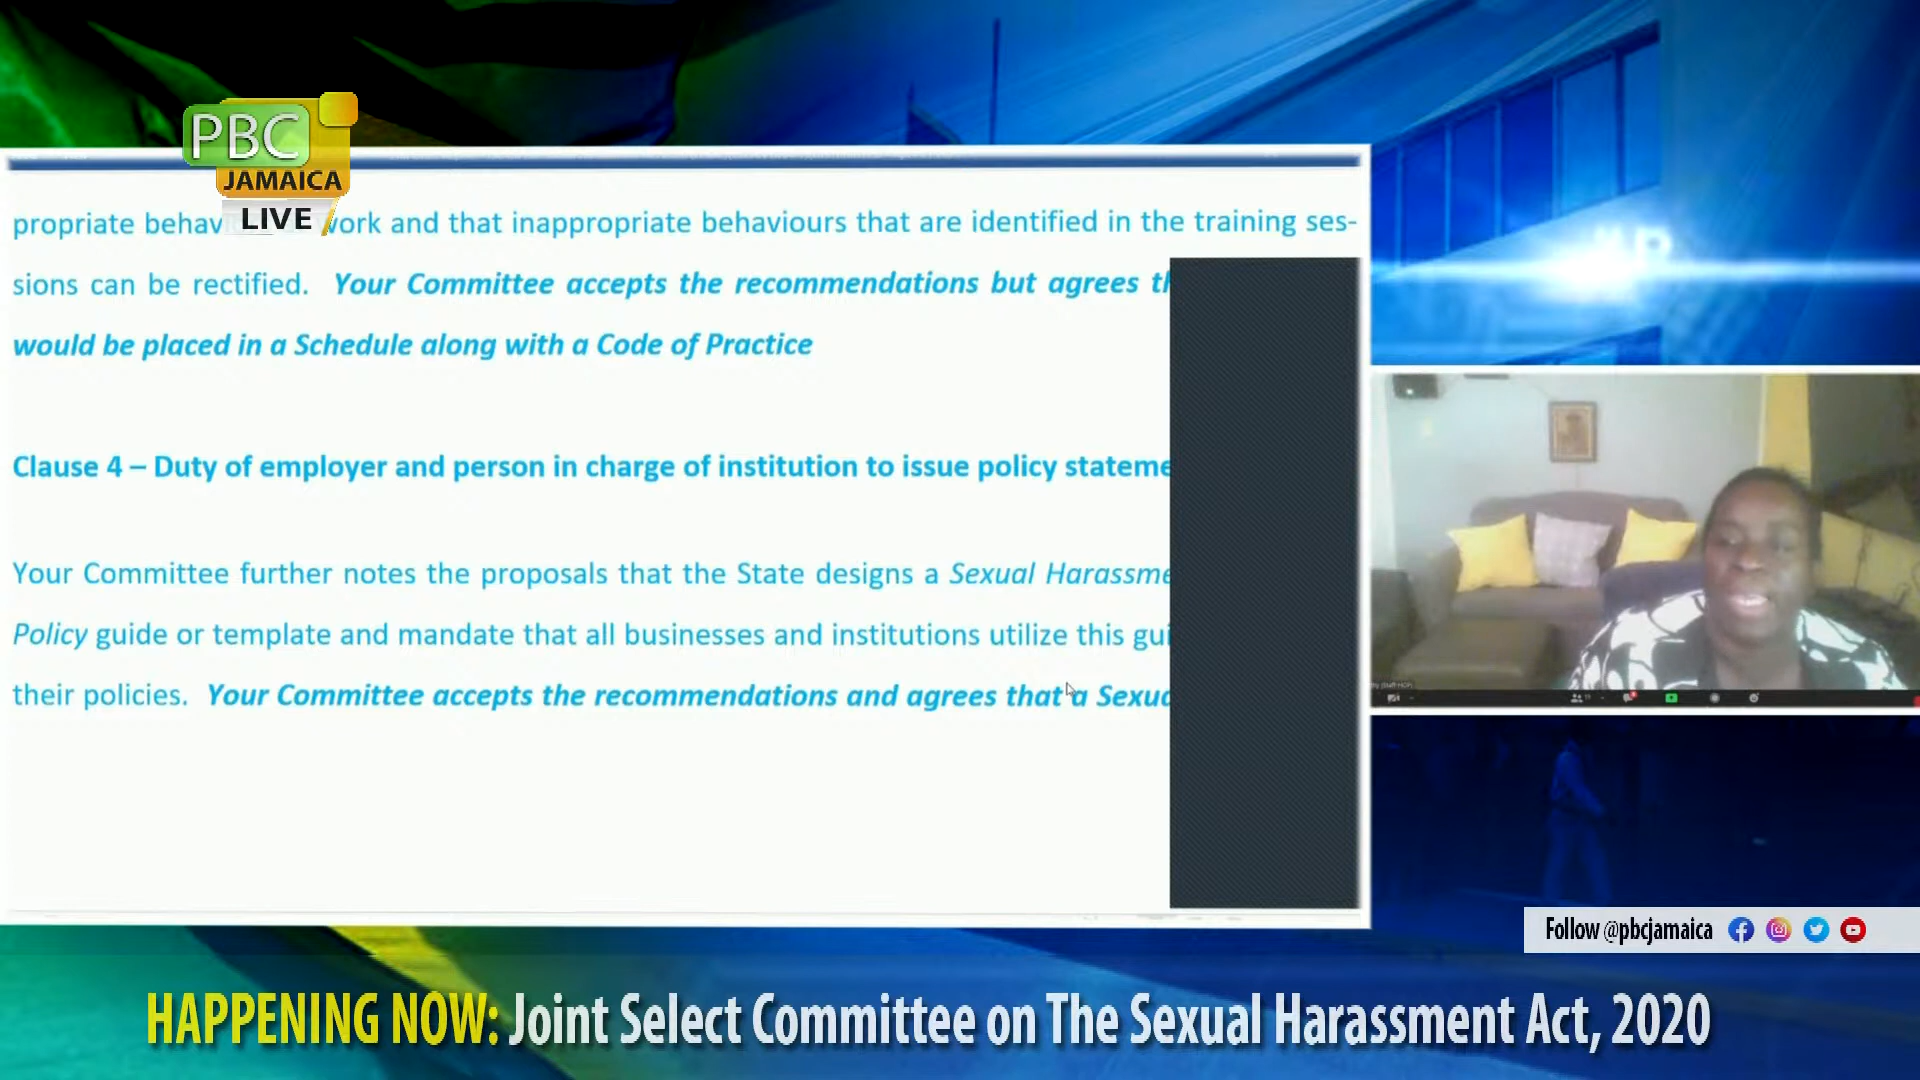 PBC
JAMAICA
LIVE
propriate behav work and that inappropriate behaviours that are identified in the training ses-
sions can be rectified. Your Committee accepts the recommendations but agrees th
would be placed in a Schedule along with a Code of Practice
Clause 4 – Duty of employer and person in charge of institution to issue policy stateme
Your Committee further notes the proposals that the State designs a Sexual Harassme
Policy guide or template and mandate that all businesses and institutions utilize this gui
their policies. Your Committee accepts the recommendations and agrees that a Sexua
Follow @pbcjamaica
HAPPENING NOW: Joint Select Committee on The Sexual Harassment Act, 2020